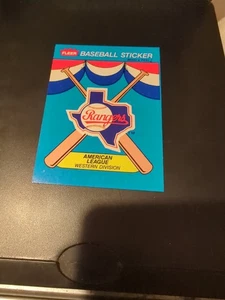 FLEER
BASEBALL STICKER
Rangers
AMERICAN
LEAGUE
WESTERN DIVISION